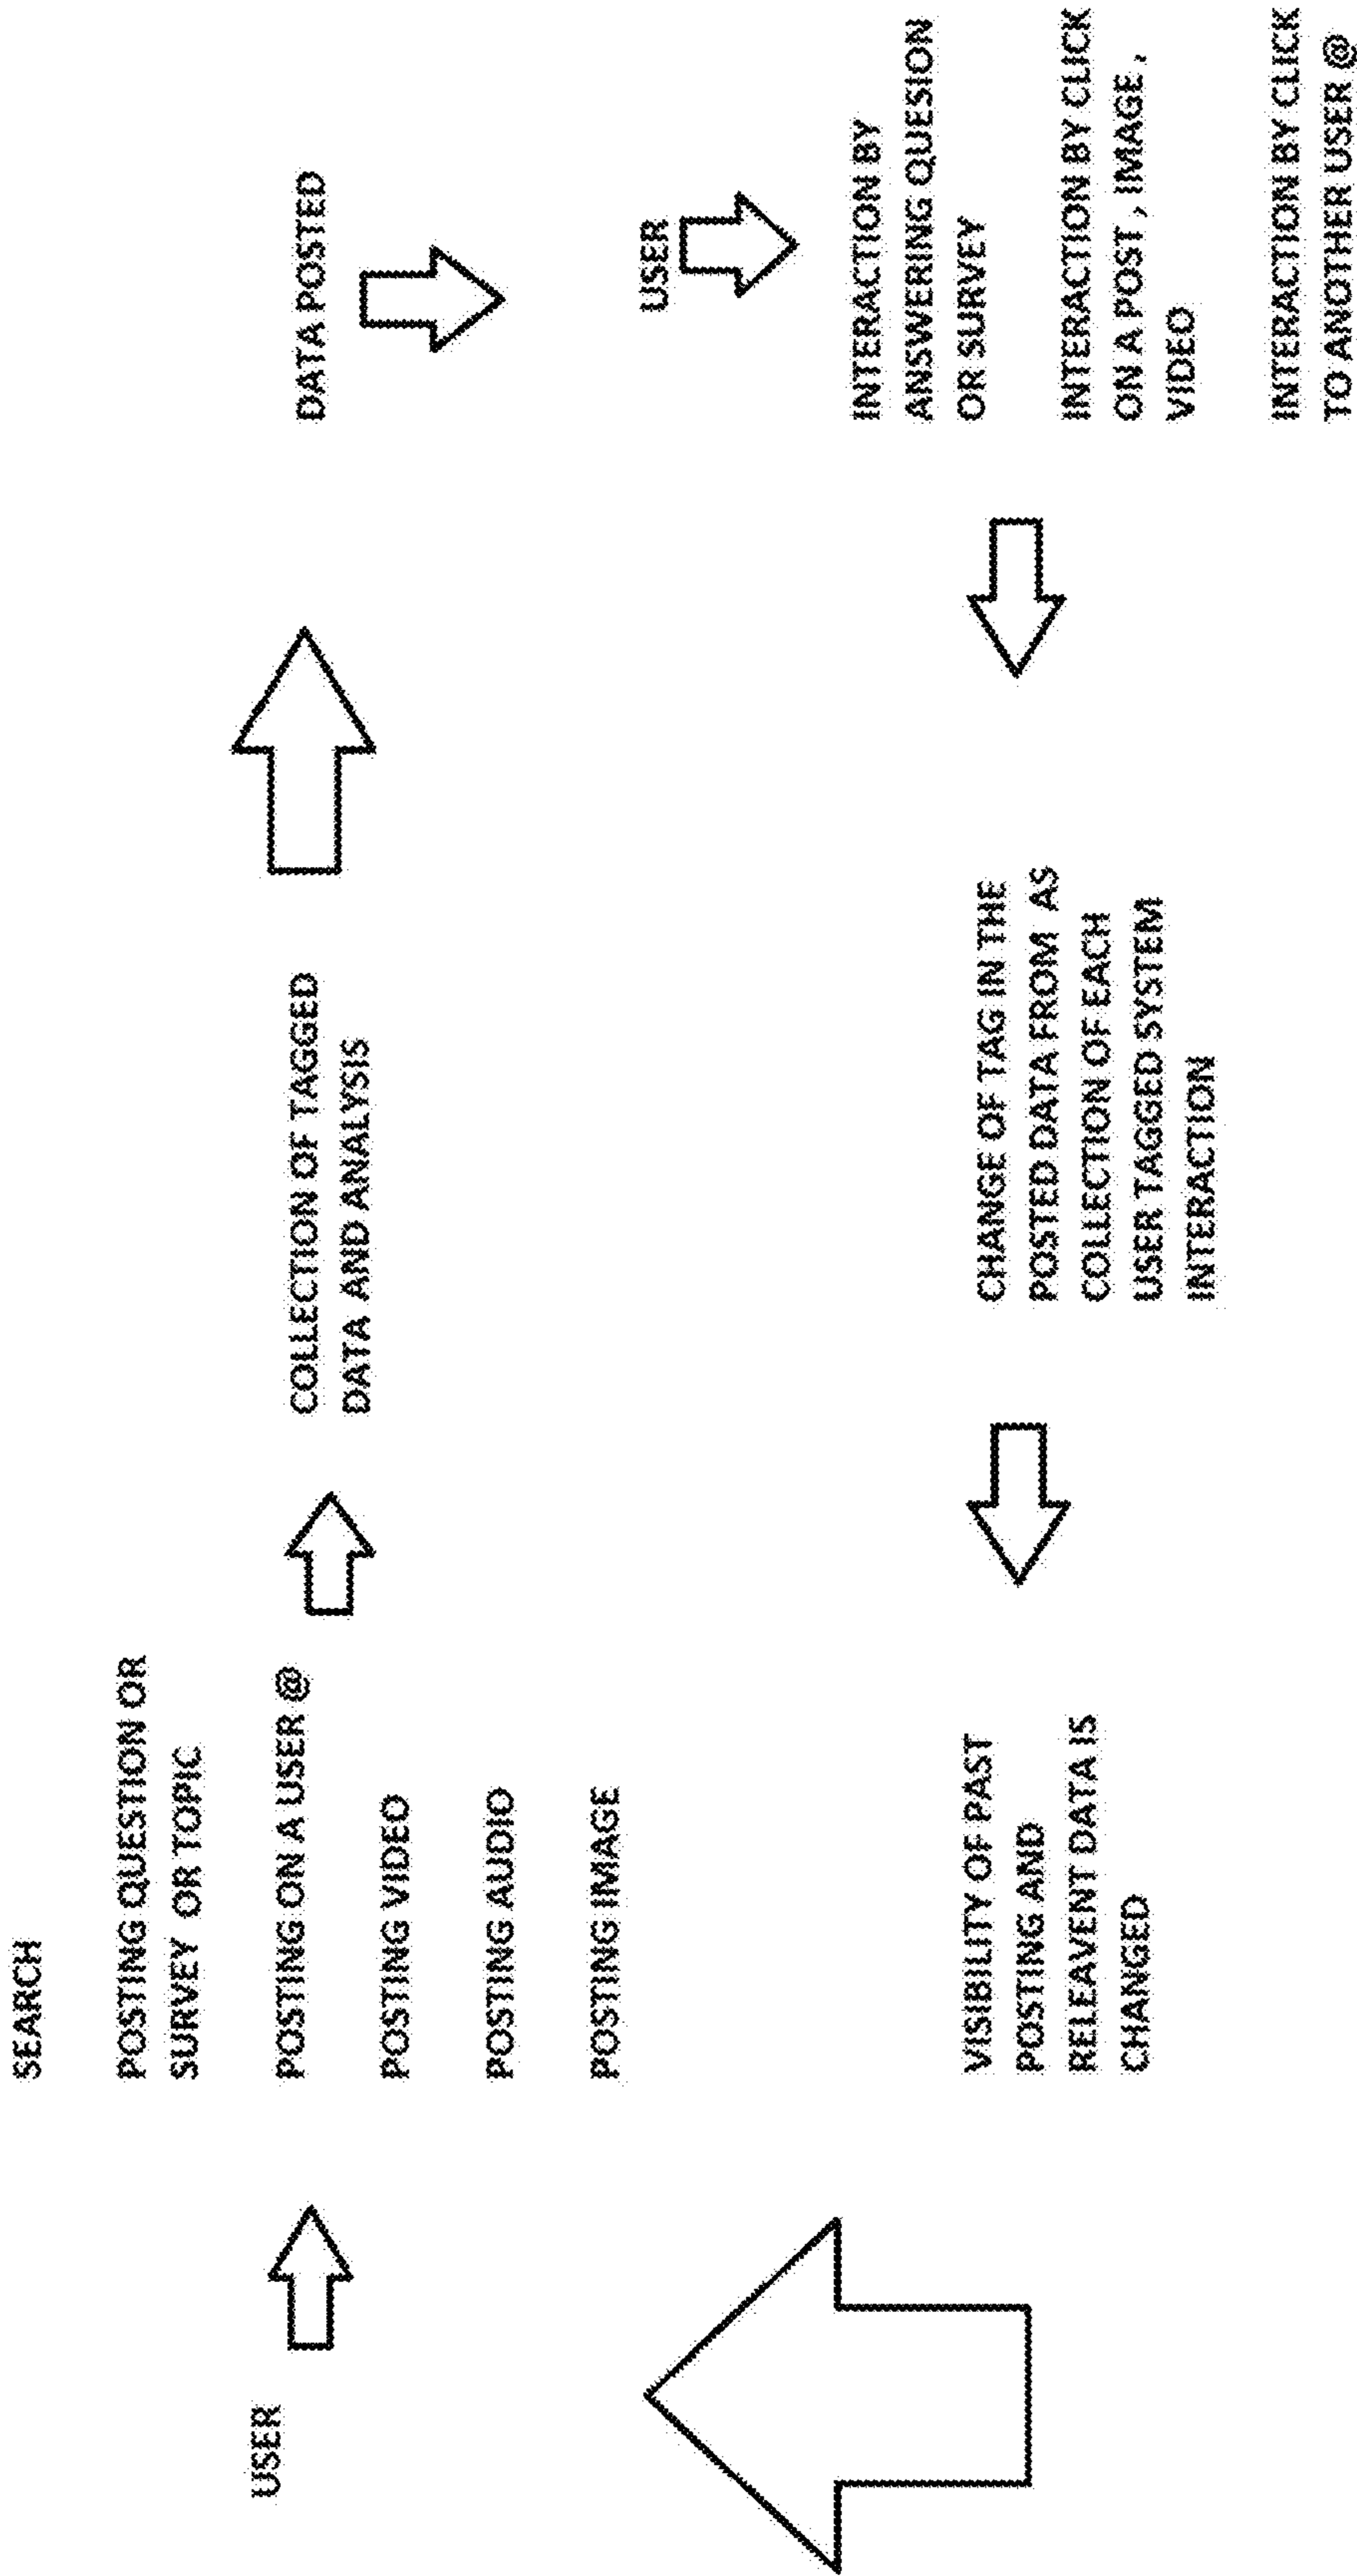 USER
SEARCH
POSTING QUESTION OR
SURVEY OR TOPIC
POSTING ON A USER @
POSTING VIDEO
POSTING AUDIO
POSTING IMAGE
COLLECTION OF TAGGED
DATA AND ANALYSIS
DATA POSTED
USER
INTERACTION BY
ANSWERING QUESION
OR SURVEY
INTERACTION BY CLICK
ON A POST , IMAGE ,
VIDEO
INTERACTION BY CLICK
TO ANOTHER USER @
CHANGE OF TAG IN THE
POSTED DATA FROM AS
COLLECTION OF EACH
USER TAGGED SYSTEM
INTERACTION
VISIBILITY OF PAST
POSTING AND
RELEAVENT DATA IS
CHANGED